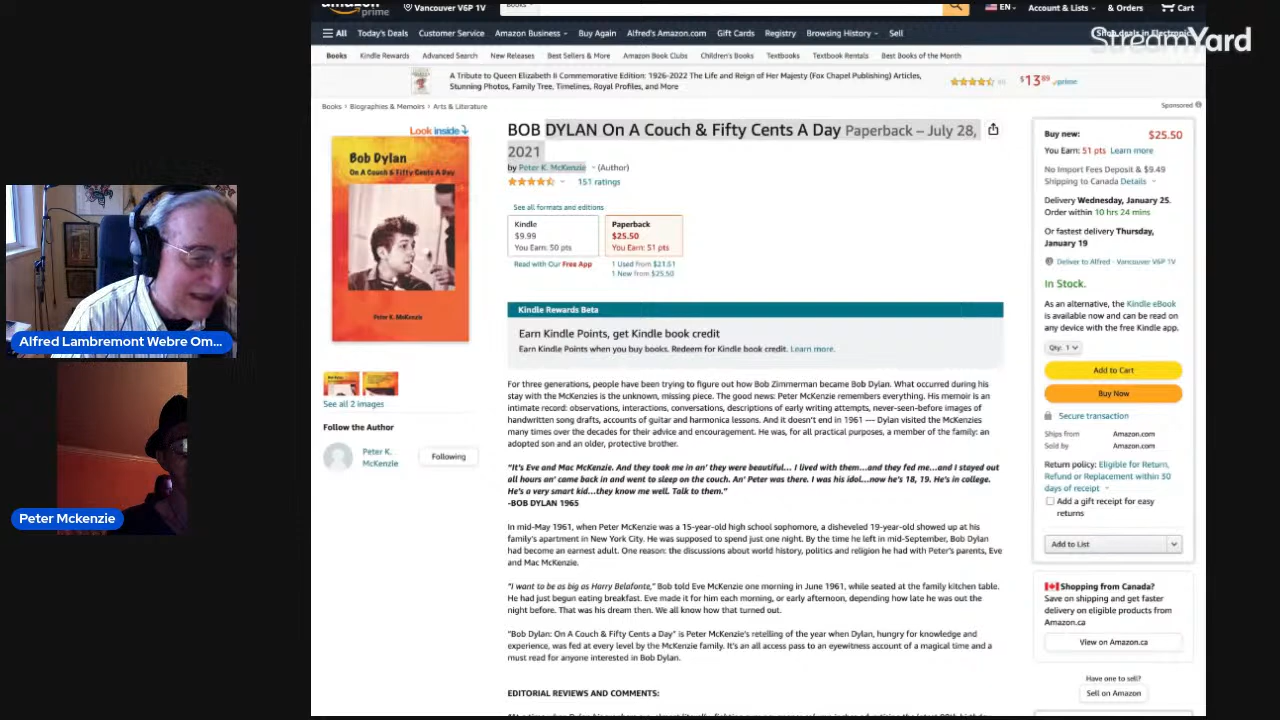 prime
Vancouver V6P 1V
Books
EN
Account & Lists
& Orders
Cart
All Today's Deals Customer Service Amazon Business Buy Again Alfred's Amazon.com Gift Cards Registry Browsing History Sell
StreamYard
Books Kindle Rewards Advanced Search New Releases Best Sellers & More Amazon Book Clubs Children's Books Textbooks Textbook Rentals Best Books of the Month
A Tribute to Queen Elizabeth II Commemorative Edition: 1926-2022 The Life and Reign of Her Majesty (Fox Chapel Publishing) Articles,
Stunning Photos, Family Tree, Timelines, Royal Profiles, and More
$13⁸⁹ prime
Books › Biographies & Memoirs › Arts & Literature
Sponsored
Look inside
Bob Dylan
On A Couch & Fifty Cents A Day
Peter K. McKenzie
See all 2 images
Follow the Author
Peter K.
McKenzie
Following
BOB DYLAN On A Couch & Fifty Cents A Day Paperback – July 28,
2021
by Peter K. McKenzie (Author)
151 ratings
See all formats and editions
Kindle
$9.99
You Earn: 50 pts
Read with Our Free App
Paperback
$25.50
You Earn: 51 pts
1 Used from $21.51
1 New from $25.50
Kindle Rewards Beta
Earn Kindle Points, get Kindle book credit
Earn Kindle Points when you buy books. Redeem for Kindle book credit. Learn more.
For three generations, people have been trying to figure out how Bob Zimmerman became Bob Dylan. What occurred during his
stay with the McKenzies is the unknown, missing piece. The good news: Peter McKenzie remembers everything. His memoir is an
intimate record: observations, interactions, conversations, descriptions of early writing attempts, never-seen-before images of
handwritten song drafts, accounts of guitar and harmonica lessons. And it doesn't end in 1961 — Dylan visited the McKenzies
many times over the decades for their advice and encouragement. He was, for all practical purposes, a member of the family: an
adopted son and an older, protective brother.
"It's Eve and Mac McKenzie. And they took me in an' they were beautiful... I lived with them...and they fed me...and I stayed out
all hours an' came back in and went to sleep on the couch. An' Peter was there. I was his idol...now he's 18, 19. He's in college.
He's a very smart kid...they know me well. Talk to them."
-BOB DYLAN 1965
In mid-May 1961, when Peter McKenzie was a 15-year-old high school sophomore, a disheveled 19-year-old showed up at his
family's apartment in New York City. He was supposed to spend just one night. By the time he left in mid-September, Bob Dylan
had become an earnest adult. One reason: the discussions about world history, politics and religion he had with Peter's parents, Eve
and Mac McKenzie.
"I want to be as big as Harry Belafonte," Bob told Eve McKenzie one morning in June 1961, while seated at the family kitchen table.
He had just begun eating breakfast. Eve made it for him each morning, or early afternoon, depending how late he was out the
night before. That was his dream then. We all know how that turned out.
"Bob Dylan: On A Couch & Fifty Cents a Day" is Peter McKenzie's retelling of the year when Dylan, hungry for knowledge and
experience, was fed at every level by the McKenzie family. It's an all access pass to an eyewitness account of a magical time and a
must read for anyone interested in Bob Dylan.
EDITORIAL REVIEWS AND COMMENTS:
Buy new: $25.50
You Earn: 51 pts Learn more
No Import Fees Deposit & $9.49
Shipping to Canada Details
Delivery Wednesday, January 25.
Order within 10 hrs 24 mins
Or fastest delivery Thursday,
January 19
Deliver to Alfred - Vancouver V6P 1V
In Stock.
As an alternative, the Kindle eBook
is available now and can be read on
any device with the free Kindle app.
Qty: 1
Add to Cart
Buy Now
Secure transaction
Ships from Amazon.com
Sold by Amazon.com
Return policy: Eligible for Return,
Refund or Replacement within 30
days of receipt
Add a gift receipt for easy
returns
Add to List
Shopping from Canada?
Save on shipping and get faster
delivery on eligible products from
Amazon.ca
View on Amazon.ca
Have one to sell?
Sell on Amazon
Alfred Lambremont Webre Om...
Peter Mckenzie